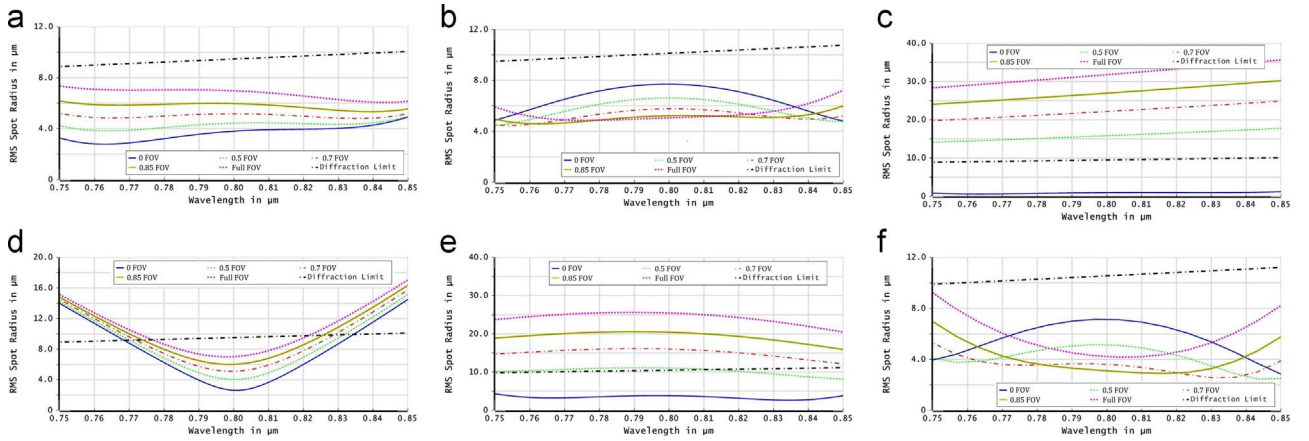 a
RMS Spot Radius in µm
12.0
8.0
4.0
0
0 FOV 0.5 FOV 0.7 FOV
0.85 FOV Full FOV Diffraction Limit
0.75 0.76 0.77 0.78 0.79 0.80 0.81 0.82 0.83 0.84 0.85
Wavelength in µm
b
RMS Spot Radius in µm
12.0
8.0
4.0
0
0 FOV 0.5 FOV 0.7 FOV
0.85 FOV Full FOV Diffraction Limit
0.75 0.76 0.77 0.78 0.79 0.80 0.81 0.82 0.83 0.84 0.85
Wavelength in µm
c
RMS Spot Radius in µm
40.0
30.0
20.0
10.0
0
0 FOV 0.5 FOV 0.7 FOV
0.85 FOV Full FOV Diffraction Limit
0.75 0.76 0.77 0.78 0.79 0.80 0.81 0.82 0.83 0.84 0.85
Wavelength in µm
d
RMS Spot Radius in µm
20.0
16.0
12.0
8.0
4.0
0
0 FOV 0.5 FOV 0.7 FOV
0.85 FOV Full FOV Diffraction Limit
0.75 0.76 0.77 0.78 0.79 0.80 0.81 0.82 0.83 0.84 0.85
Wavelength in µm
e
RMS Spot Radius in µm
40.0
30.0
20.0
10.0
0
0 FOV 0.5 FOV 0.7 FOV
0.85 FOV Full FOV Diffraction Limit
0.75 0.76 0.77 0.78 0.79 0.80 0.81 0.82 0.83 0.84 0.85
Wavelength in µm
f
RMS Spot Radius in µm
12.0
8.0
4.0
0
0 FOV 0.5 FOV 0.7 FOV
0.85 FOV Full FOV Diffraction Limit
0.75 0.76 0.77 0.78 0.79 0.80 0.81 0.82 0.83 0.84 0.85
Wavelength in µm